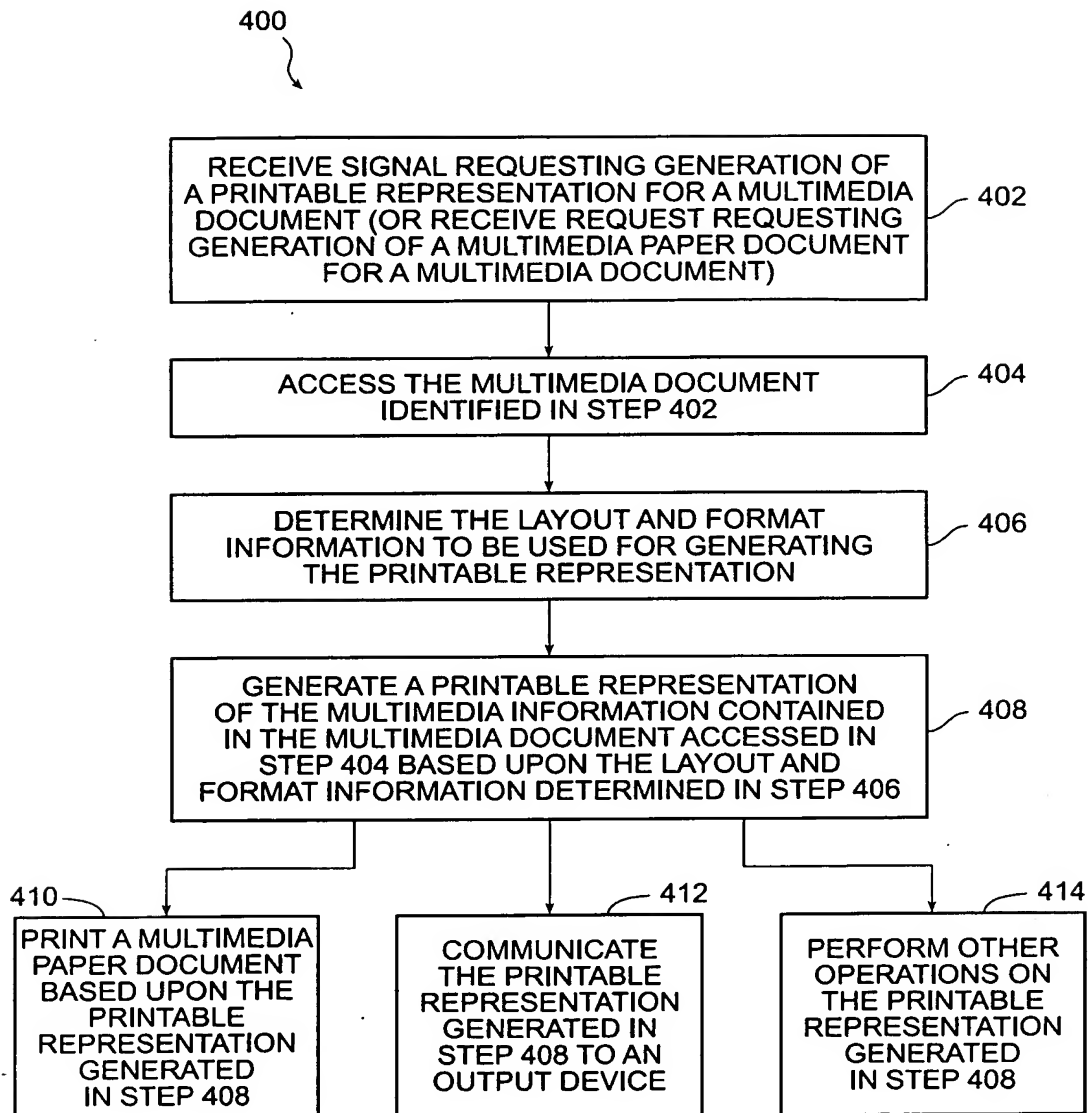 400
RECEIVE SIGNAL REQUESTING GENERATION OF
A PRINTABLE REPRESENTATION FOR A MULTIMEDIA
DOCUMENT (OR RECEIVE REQUEST REQUESTING
GENERATION OF A MULTIMEDIA PAPER DOCUMENT
FOR A MULTIMEDIA DOCUMENT)
402
ACCESS THE MULTIMEDIA DOCUMENT
IDENTIFIED IN STEP 402
404
DETERMINE THE LAYOUT AND FORMAT
INFORMATION TO BE USED FOR GENERATING
THE PRINTABLE REPRESENTATION
406
GENERATE A PRINTABLE REPRESENTATION
OF THE MULTIMEDIA INFORMATION CONTAINED
IN THE MULTIMEDIA DOCUMENT ACCESSED IN
STEP 404 BASED UPON THE LAYOUT AND
FORMAT INFORMATION DETERMINED IN STEP 406
408
410
PRINT A MULTIMEDIA
PAPER DOCUMENT
BASED UPON THE
PRINTABLE
REPRESENTATION
GENERATED
IN STEP 408
412
COMMUNICATE
THE PRINTABLE
REPRESENTATION
GENERATED IN
STEP 408 TO AN
OUTPUT DEVICE
414
PERFORM OTHER
OPERATIONS ON
THE PRINTABLE
REPRESENTATION
GENERATED
IN STEP 408